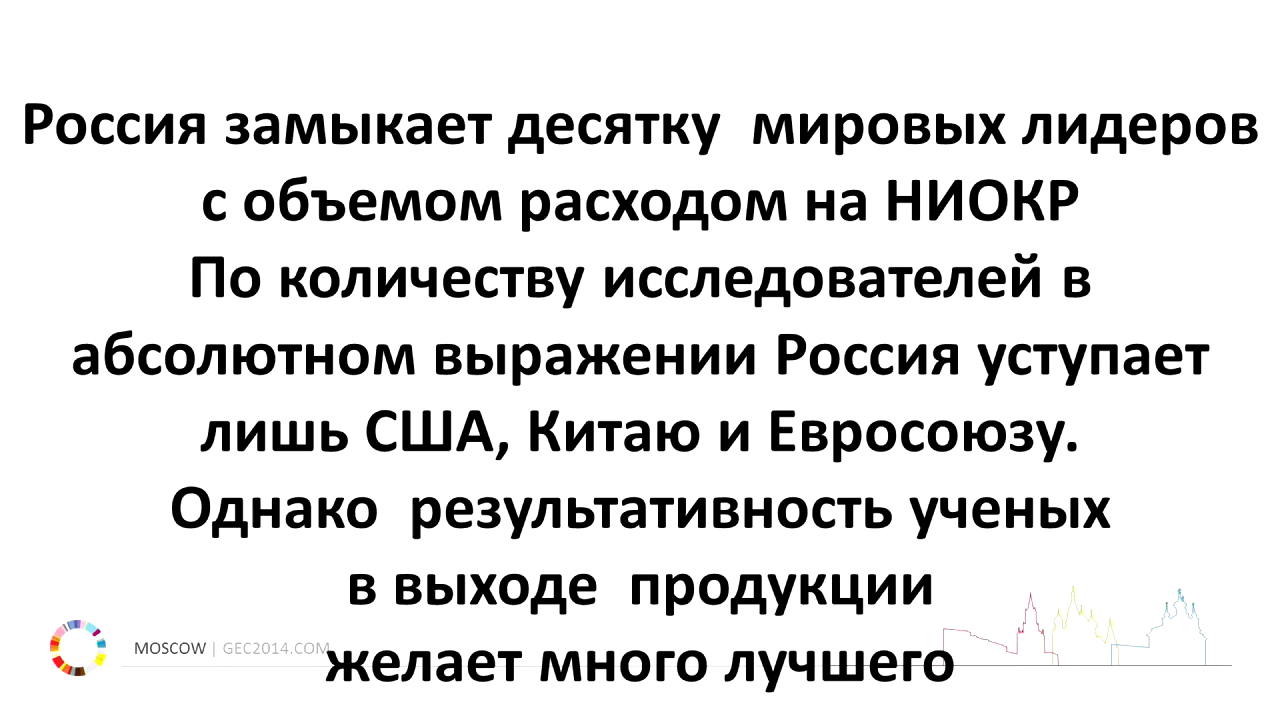 Россия замыкает десятку мировых лидеров
с объемом расходом на НИОКР
По количеству исследователей в
абсолютном выражении Россия уступает
лишь США, Китаю и Евросоюзу.
Однако результативность ученых
в выходе продукции
MOSCOW | GEC2014.COM
желает много лучшего